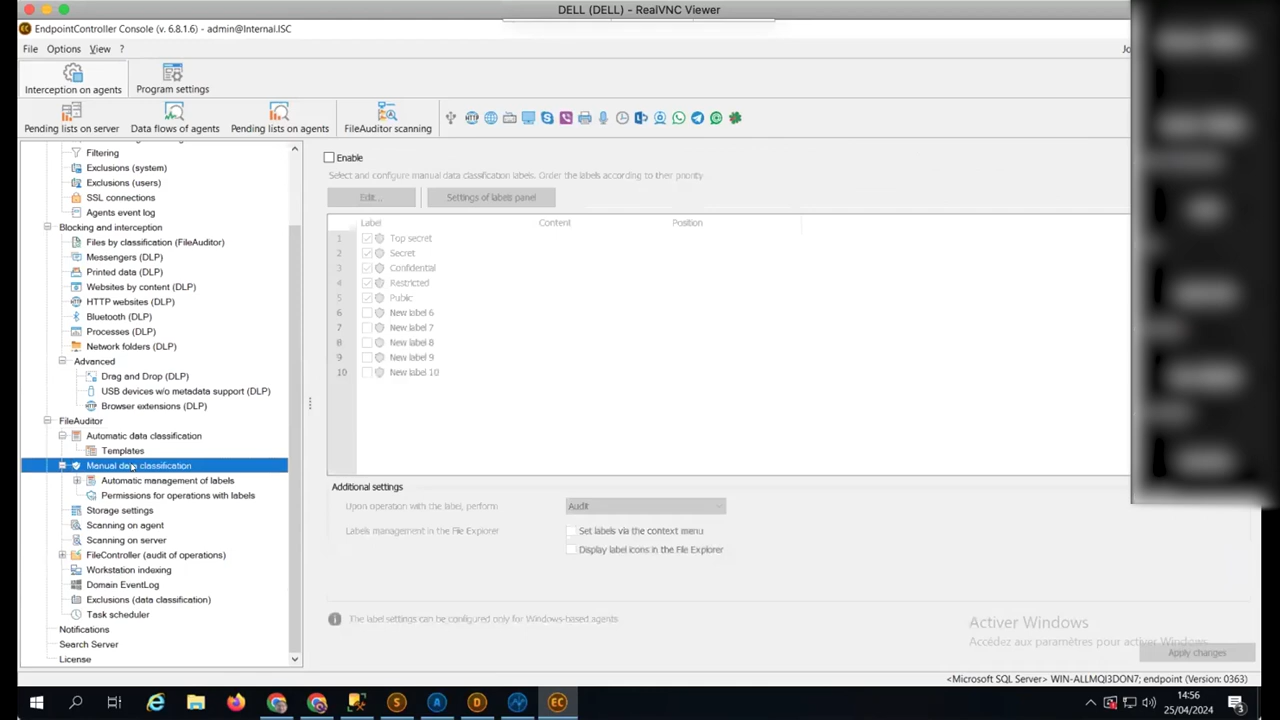 DELL (DELL) - RealVNC Viewer
EndpointController Console (v. 6.8.1.6) - admin@Internal.ISC
File Options View ?
Interception on agents
Program settings
Pending lists on server
Data flows of agents
Pending lists on agents
FileAuditor scanning
Filtering
Exclusions (system)
Exclusions (users)
SSL connections
Agents event log
Blocking and interception
Files by classification (FileAuditor)
Messengers (DLP)
Printed data (DLP)
Websites by content (DLP)
HTTP websites (DLP)
Bluetooth (DLP)
Processes (DLP)
Network folders (DLP)
Advanced
Drag and Drop (DLP)
USB devices w/o metadata support (DLP)
Browser extensions (DLP)
FileAuditor
Automatic data classification
Templates
Manual data classification
Automatic management of labels
Permissions for operations with labels
Storage settings
Scanning on agent
Scanning on server
FileController (audit of operations)
Workstation indexing
Domain EventLog
Exclusions (data classification)
Task scheduler
Notifications
Search Server
License
Enable
Select and configure manual data classification labels. Order the labels according to their priority
Edit...
Settings of labels panel
Label Content Position
1 Top secret
2 Secret
3 Confidential
4 Restricted
5 Public
6 New label 6
7 New label 7
8 New label 8
9 New label 9
10 New label 10
Additional settings
Upon operation with the label, perform Audit
Labels management in the File Explorer Set labels via the context menu
Display label icons in the File Explorer
The label settings can be configured only for Windows-based agents
Activer Windows
Accédez aux paramètres pour activer Windows.
Apply changes
<Microsoft SQL Server> WIN-ALLMQI3DON7; endpoint (Version: 0363)
14:56
25/04/2024
3